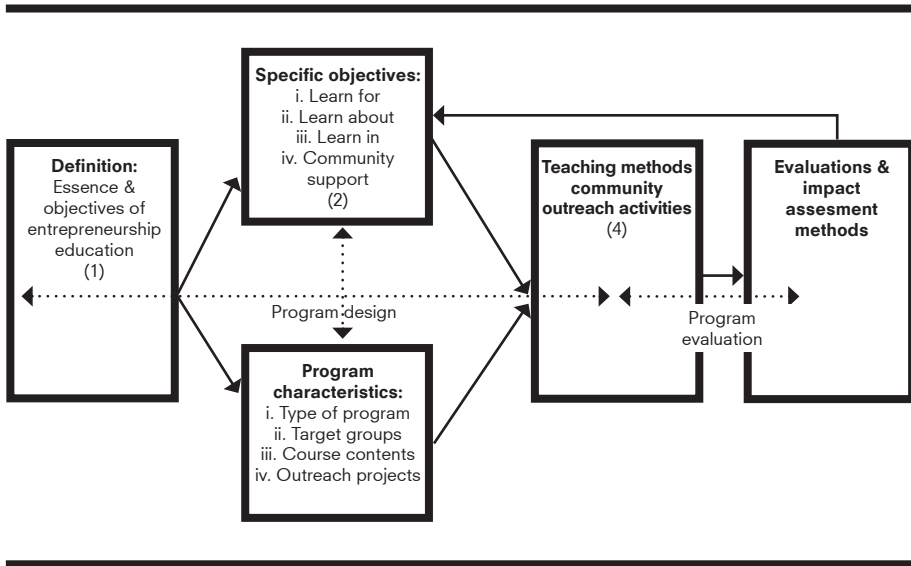 Definition:
Essence &
objectives of
entrepreneurship
education
(1)
Specific objectives:
i. Learn for
ii. Learn about
iii. Learn in
iv. Community
support
(2)
Program design
Program
characteristics:
i. Type of program
ii. Target groups
iii. Course contents
iv. Outreach projects
Teaching methods
community
outreach activities
(4)
Program
evaluation
Evaluations &
impact
assesment
methods